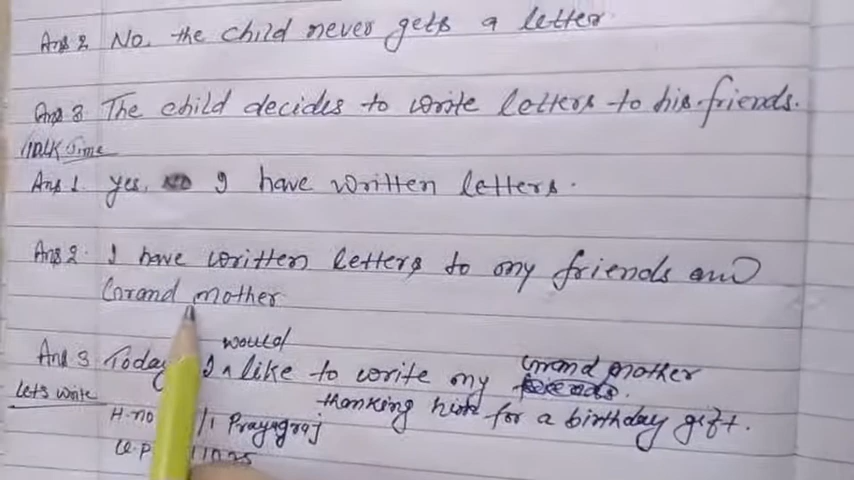 Ans 2 No, the child never gets a letter
Ans 3 The child decides to write letters to his friends.
Talk Time
Ans 1. yes, I have written letters.
Ans 2. I have written letters to my friends and
Grand mother
Ans 3 Today I would like to write my Grand mother
thanking him for a birthday gift.
Let's write
H.no /1 Prayagraj
U.P